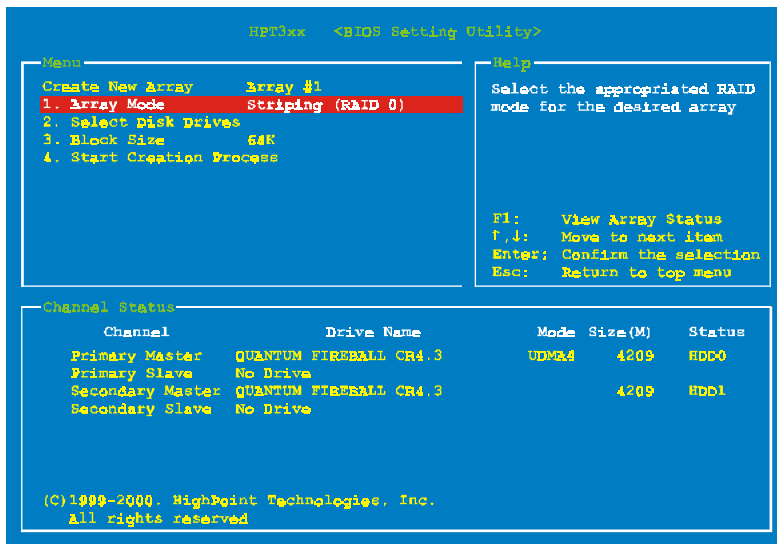 HPT3xx <BIOS Setting Utility>
Menu
Create New Array Array #1
1. Array Mode Striping (RAID 0)
2. Select Disk Drives
3. Block Size 64K
4. Start Creation Process
Help
Select the appropriated RAID
mode for the desired array
F1: View Array Status
↑,↓: Move to next item
Enter: Confirm the selection
Esc: Return to top menu
Channel Status
Channel Drive Name Mode Size(M) Status
Primary Master QUANTUM FIREBALL CR4.3 UDMA4 4209 HDD0
Primary Slave No Drive
Secondary Master QUANTUM FIREBALL CR4.3 4209 HDD1
Secondary Slave No Drive
(C)1999-2000. HighPoint Technologies, Inc.
All rights reserved